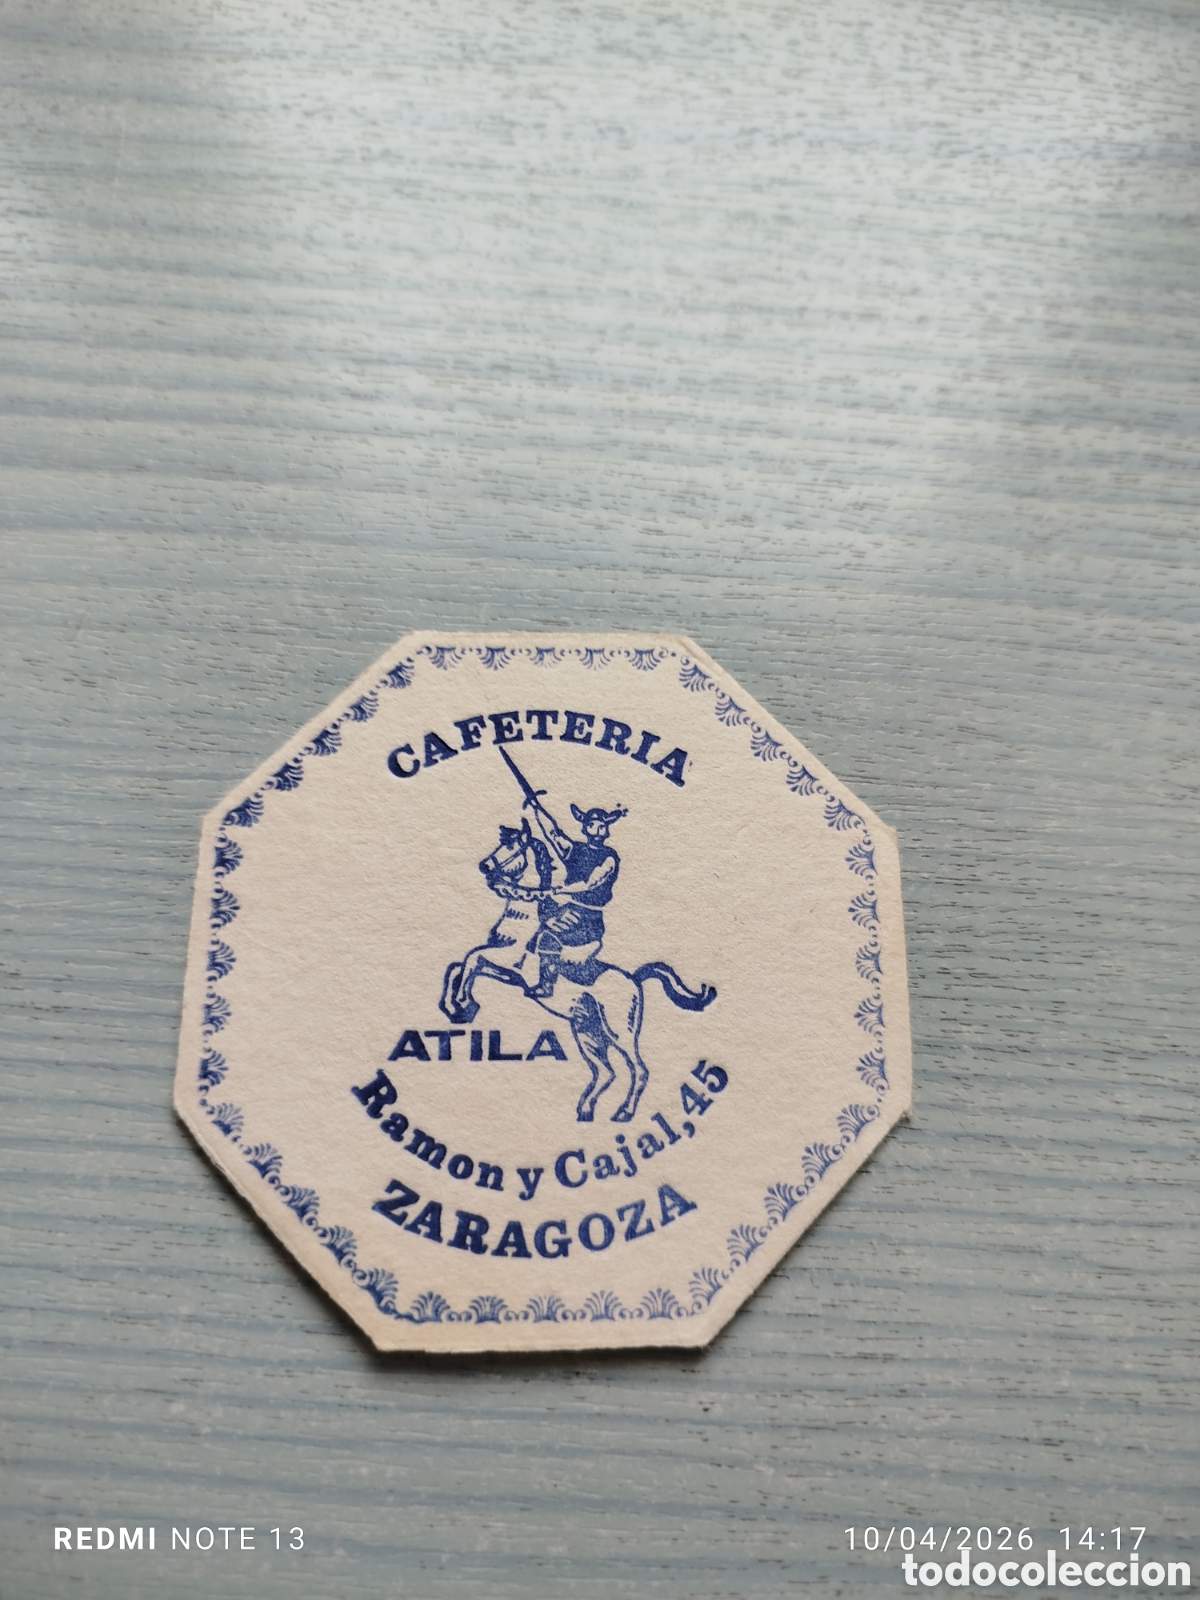 CAFETERIA
ATILA
Ramon y Cajal, 45
ZARAGOZA
REDMI NOTE 13
10/04/2026 14:17
todocoleccion